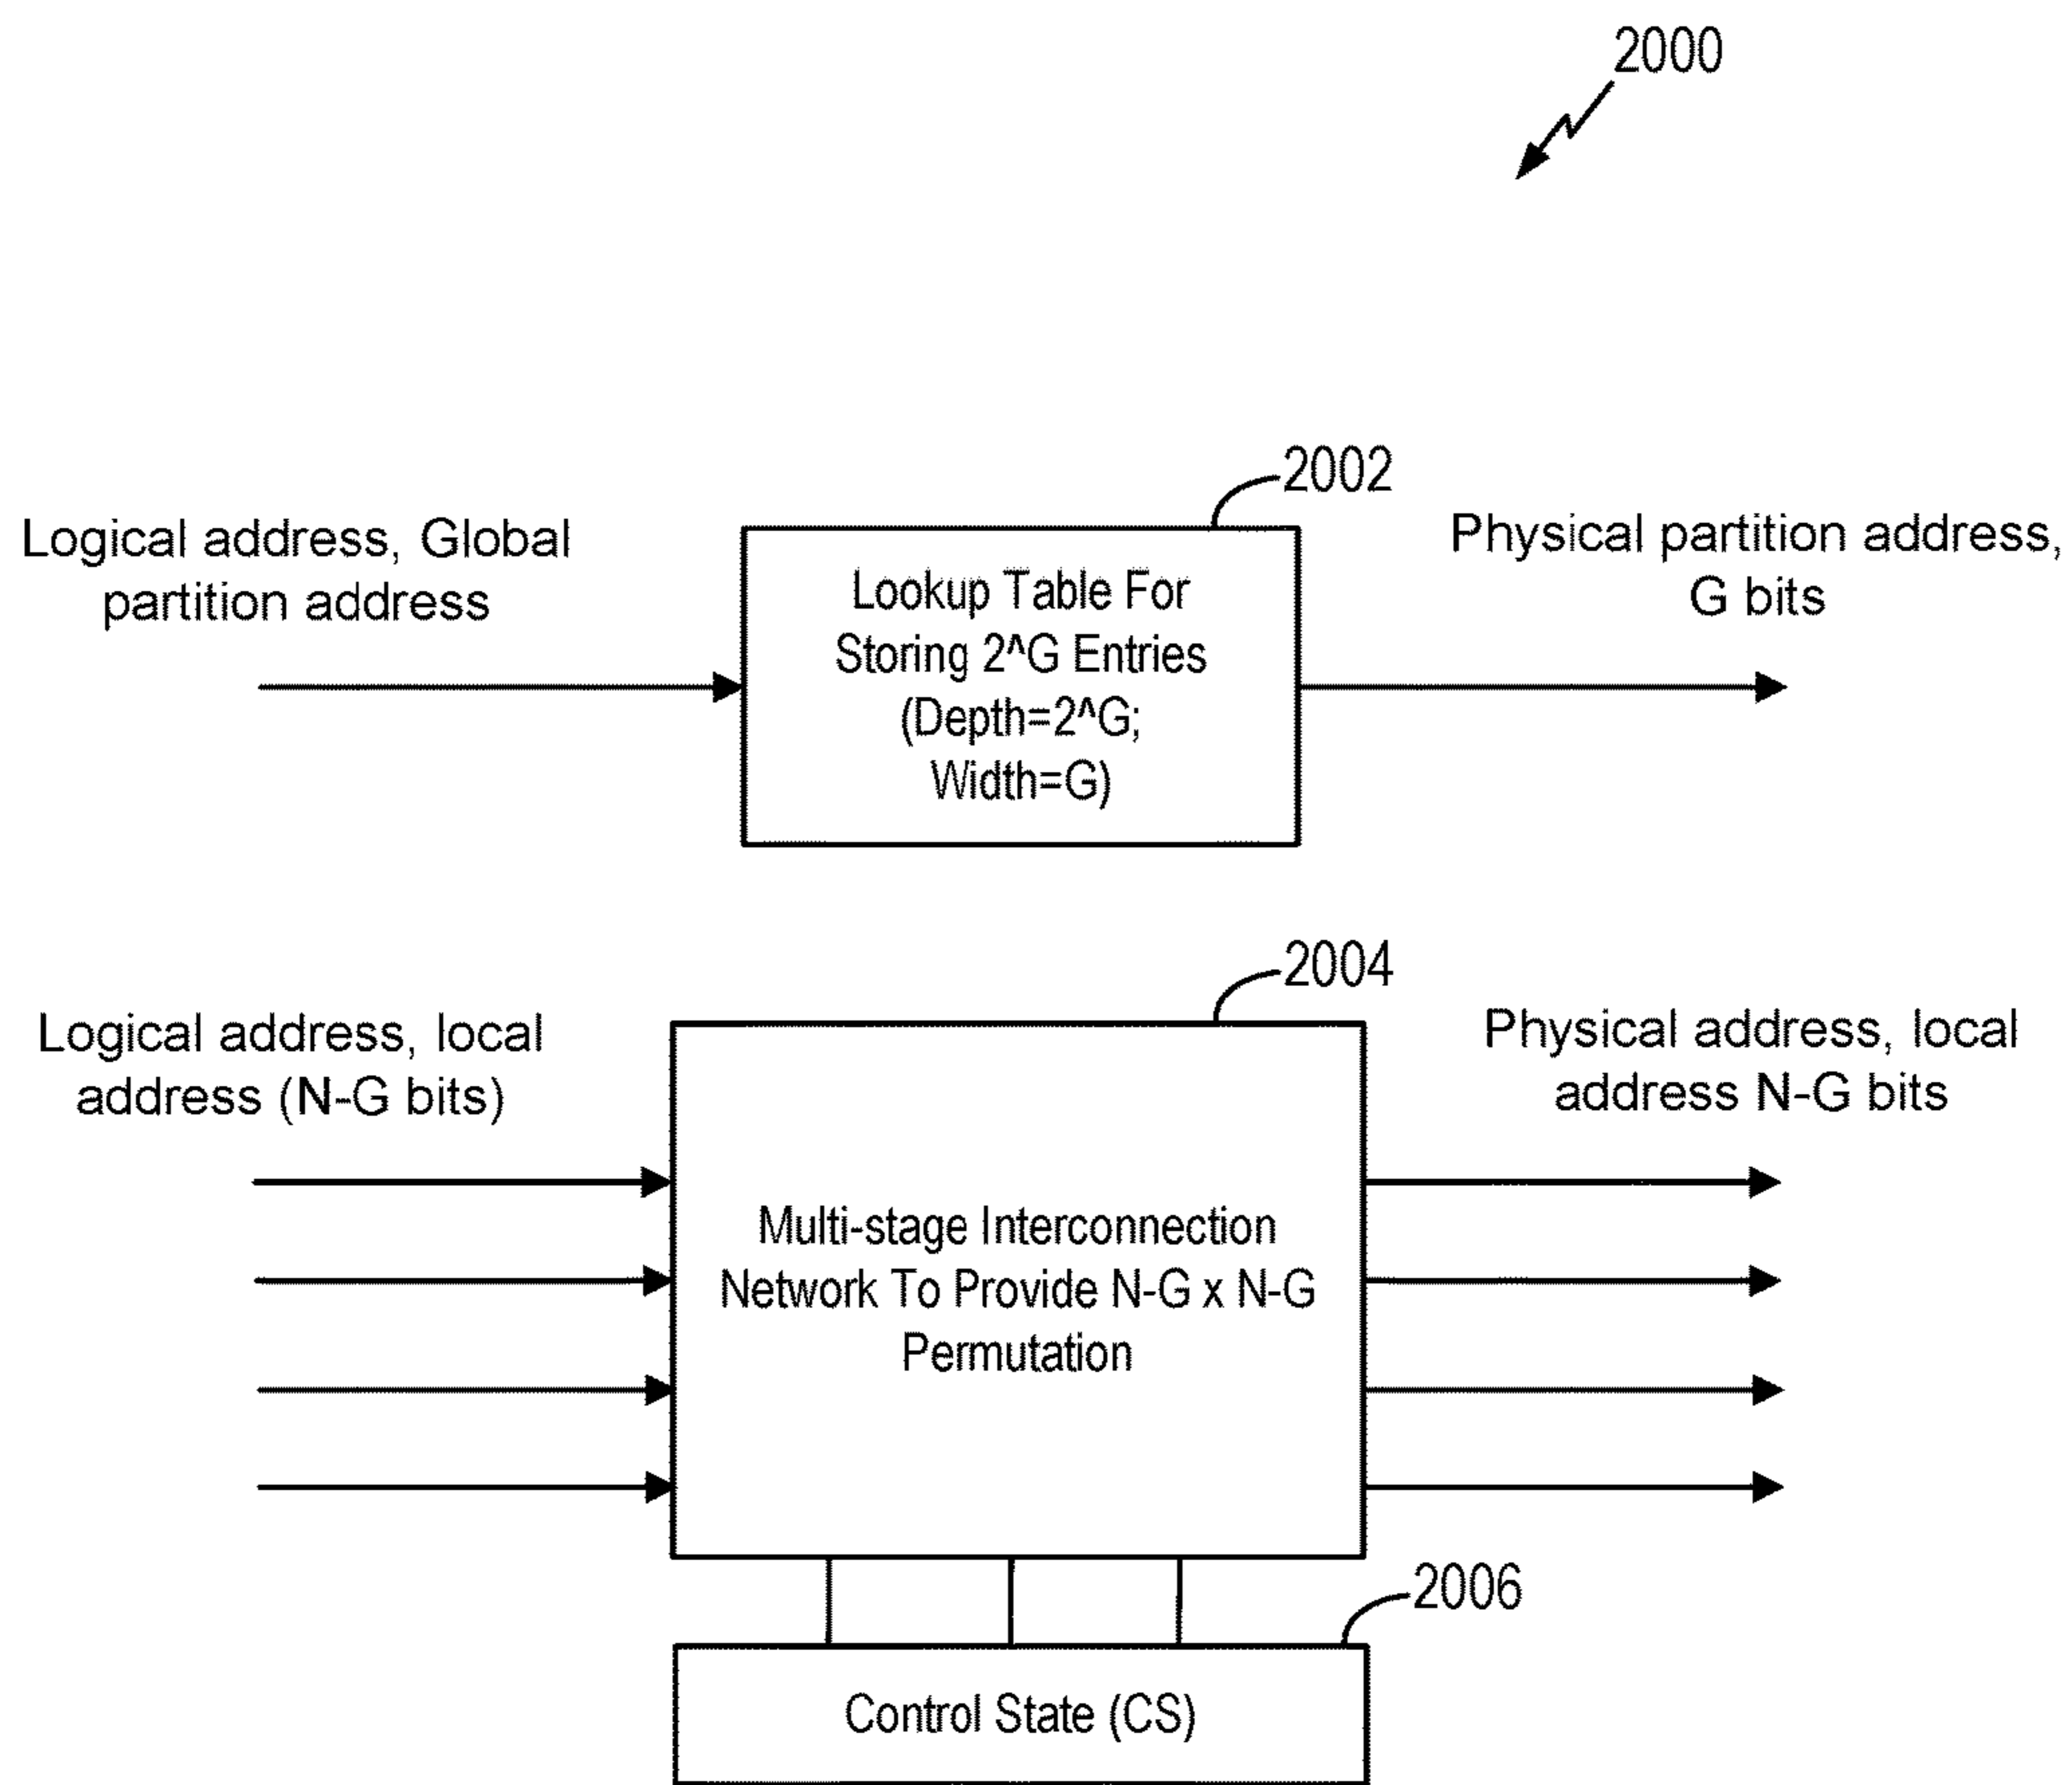 2000
2002
Logical address, Global
partition address
Lookup Table For
Storing 2^G Entries
(Depth=2^G;
Width=G)
Physical partition address,
G bits
2004
Logical address, local
address (N-G bits)
Multi-stage Interconnection
Network To Provide N-G x N-G
Permutation
Physical address, local
address N-G bits
2006
Control State (CS)